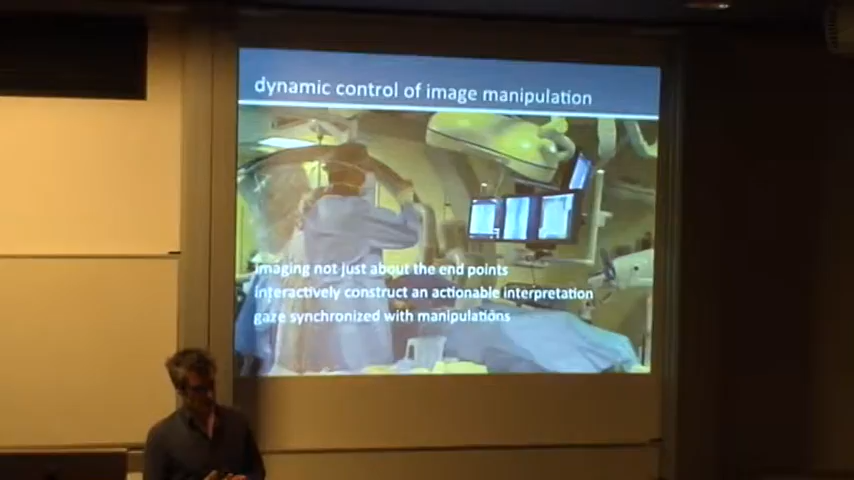 dynamic control of image manipulation
imaging not just about the end points
interactively construct an actionable interpretation
gaze synchronized with manipulations